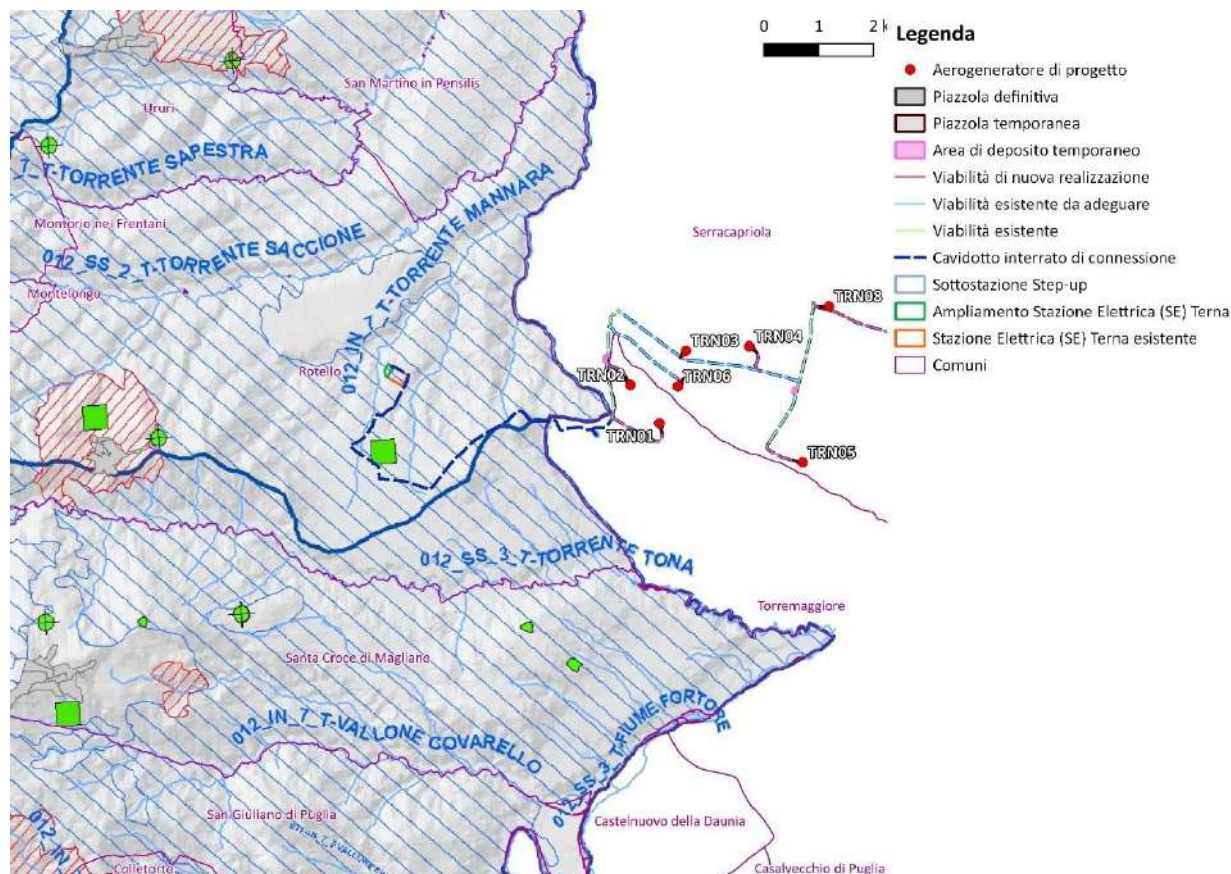 0 1 2 k
Legenda
Aerogeneratore di progetto
Piazzola definitiva
Piazzola temporanea
Area di deposito temporaneo
Viabilità di nuova realizzazione
Viabilità esistente da adeguare
Viabilità esistente
Cavidotto interrato di connessione
Sottostazione Step-up
Ampliamento Stazione Elettrica (SE) Terna
Stazione Elettrica (SE) Terna esistente
Comuni
San Martino in Pensilis
Ururi
7_T-TORRENTE SAPESTRA
Montorio nei Frentani
012_SS_2_T-TORRENTE SACCIONE
012_IN_7_T-TORRENTE MANNARA
Montelongo
Rotello
Serracapriola
TRN08
TRN03
TRN04
TRN02
TRN06
TRN01
TRN05
012_SS_3_T-TORRENTE TONA
Torremaggiore
Santa Croce di Magliano
012_IN_7_T-VALLONE COVARELLO
012_SS_3_T-FIUME FORTORE
San Giuliano di Puglia
Castelnuovo della Daunia
012_IN
Colletorto
Casalvecchio di Puglia